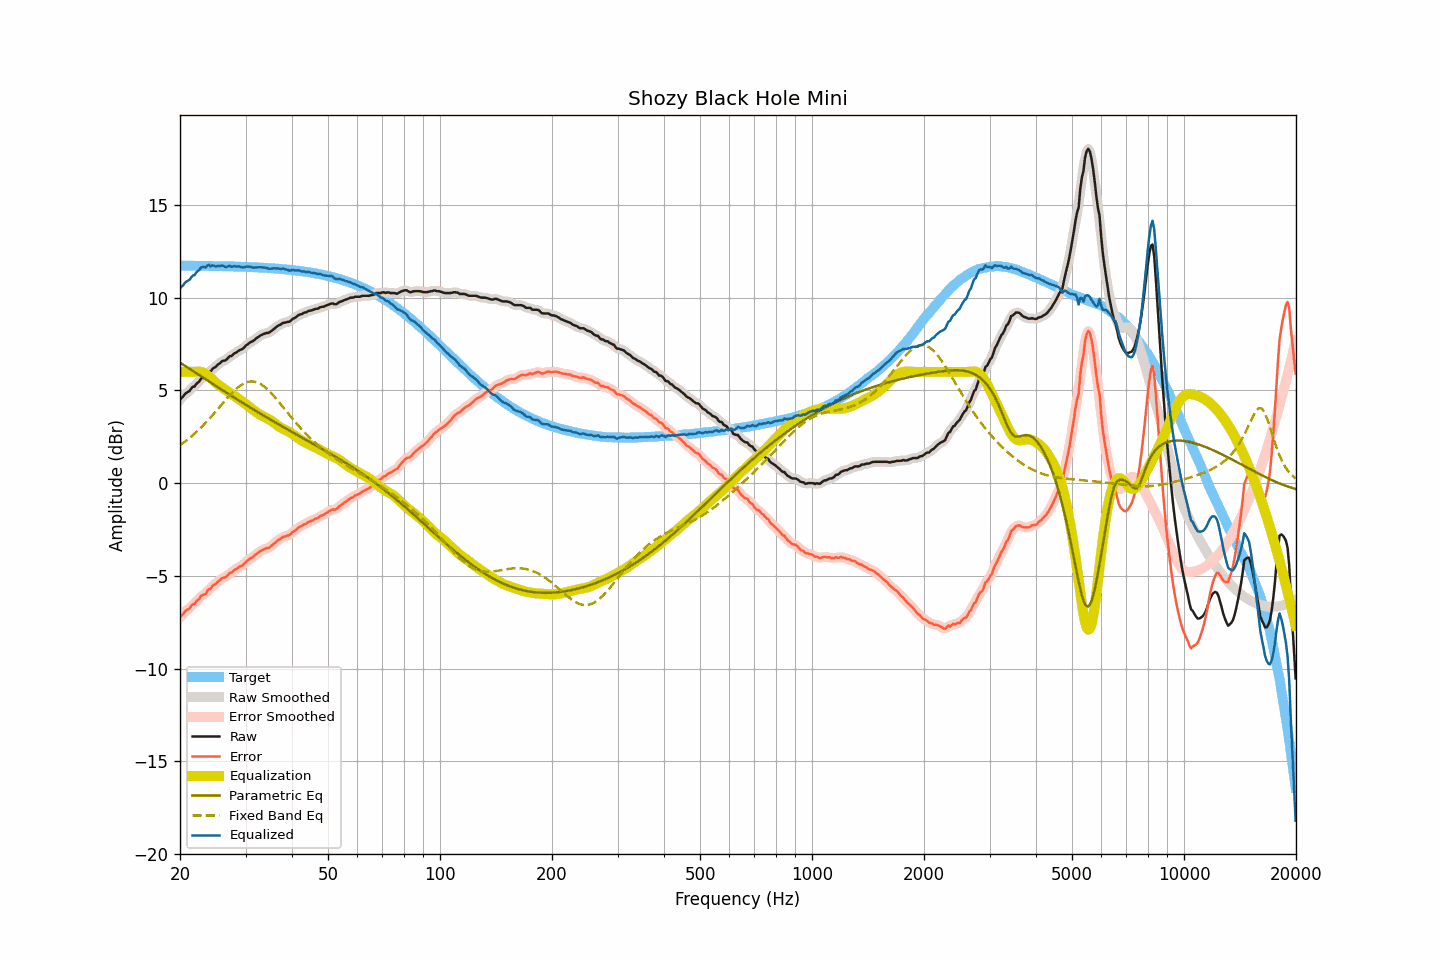 Shozy Black Hole Mini
Amplitude (dBr)
15
10
5
0
−5
−10
−15
−20
Target
Raw Smoothed
Error Smoothed
Raw
Error
Equalization
Parametric Eq
Fixed Band Eq
Equalized
20 50 100 200 500 1000 2000 5000 10000 20000
Frequency (Hz)